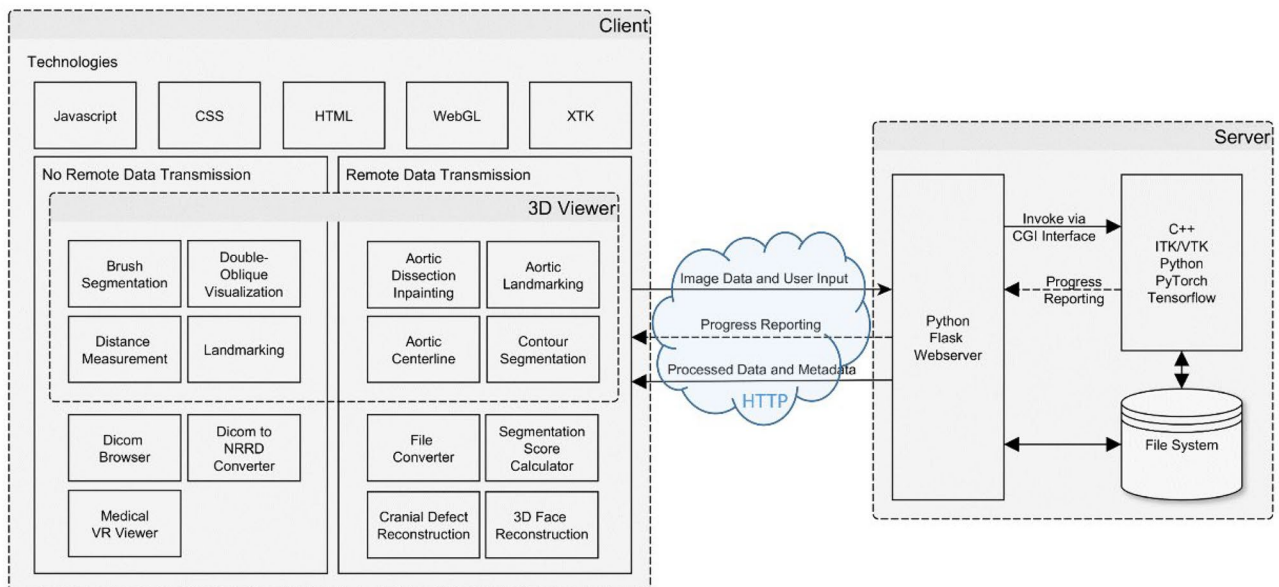 Client
Technologies
Javascript
CSS
HTML
WebGL
XTK
No Remote Data Transmission
Remote Data Transmission
3D Viewer
Brush
Segmentation
Double-
Oblique
Visualization
Distance
Measurement
Landmarking
Aortic
Dissection
Inpainting
Aortic
Landmarking
Aortic
Centerline
Contour
Segmentation
Dicom
Browser
Dicom to
NRRD
Converter
Medical
VR Viewer
File
Converter
Segmentation
Score
Calculator
Cranial Defect
Reconstruction
3D Face
Reconstruction
Image Data and User Input
Progress Reporting
Processed Data and Metadata
HTTP
Server
Python
Flask
Webserver
Invoke via
CGI Interface
Progress
Reporting
C++
ITK/VTK
Python
PyTorch
Tensorflow
File System